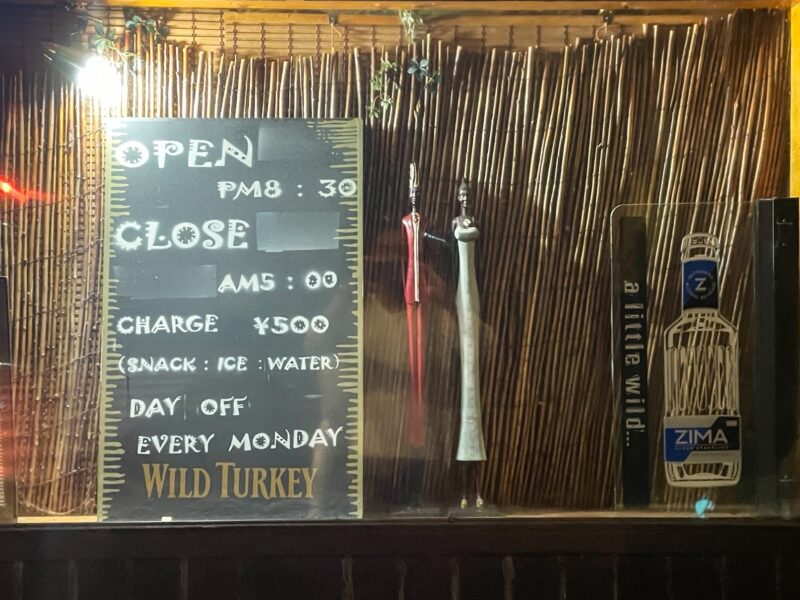 OPEN
PM8 : 30
CLOSE
AM5 : 00
CHARGE ¥500
(SNACK : ICE : WATER)
DAY OFF
EVERY MONDAY
WILD TURKEY
a little wild...
Z
ZIMA